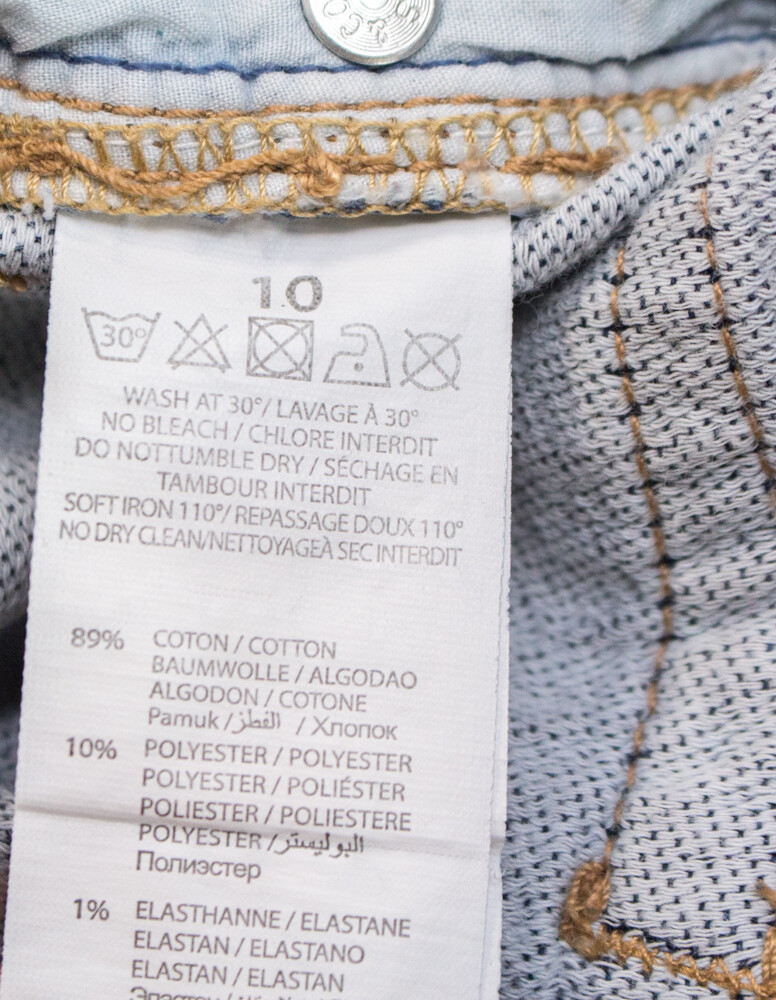 10
30°
WASH AT 30°/ LAVAGE À 30°
NO BLEACH / CHLORE INTERDIT
DO NOTTUMBLE DRY / SÉCHAGE EN
TAMBOUR INTERDIT
SOFT IRON 110°/ REPASSAGE DOUX 110°
NO DRY CLEAN/NETTOYAGEÀ SEC INTERDIT
89% COTON / COTTON
BAUMWOLLE / ALGODAO
ALGODON / COTONE
Pamuk / القطز / Хлопок
10% POLYESTER / POLYESTER
POLYESTER / POLIÉSTER
POLIESTER / POLIESTERE
POLYESTER / البوليستز
Полиэстер
1% ELASTHANNE / ELASTANE
ELASTAN / ELASTANO
ELASTAN / ELASTAN